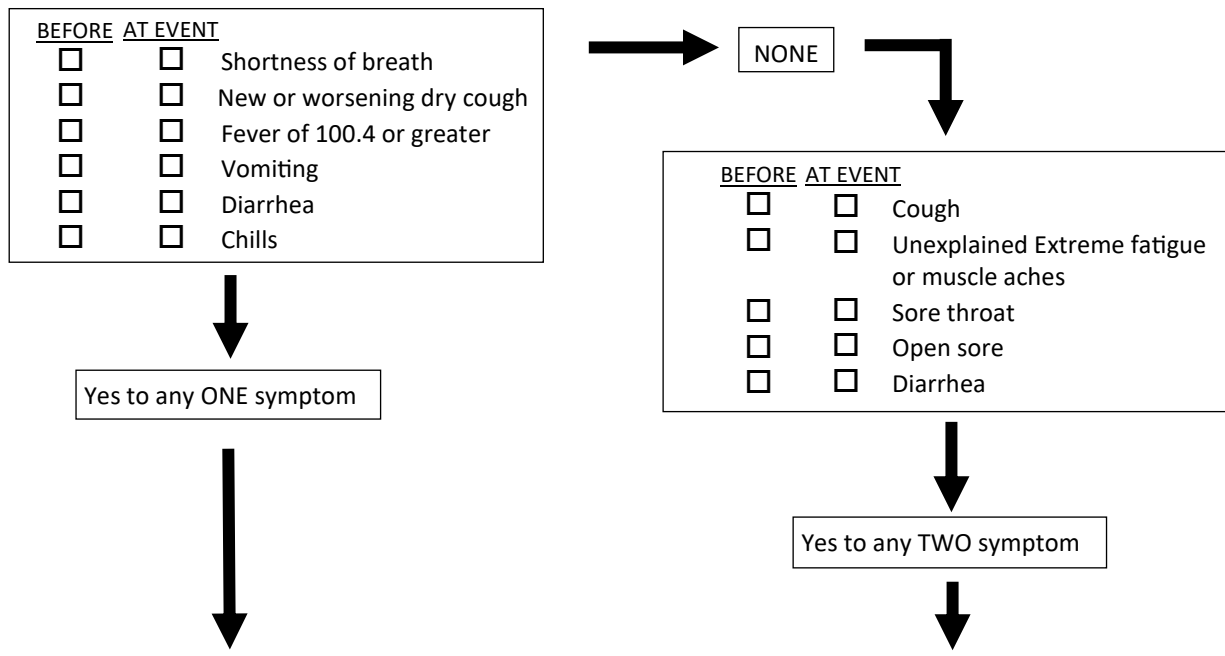 BEFORE AT EVENT
☐ ☐ Shortness of breath
☐ ☐ New or worsening dry cough
☐ ☐ Fever of 100.4 or greater
☐ ☐ Vomiting
☐ ☐ Diarrhea
☐ ☐ Chills
NONE
Yes to any ONE symptom
BEFORE AT EVENT
☐ ☐ Cough
☐ ☐ Unexplained Extreme fatigue
or muscle aches
☐ ☐ Sore throat
☐ ☐ Open sore
☐ ☐ Diarrhea
Yes to any TWO symptom